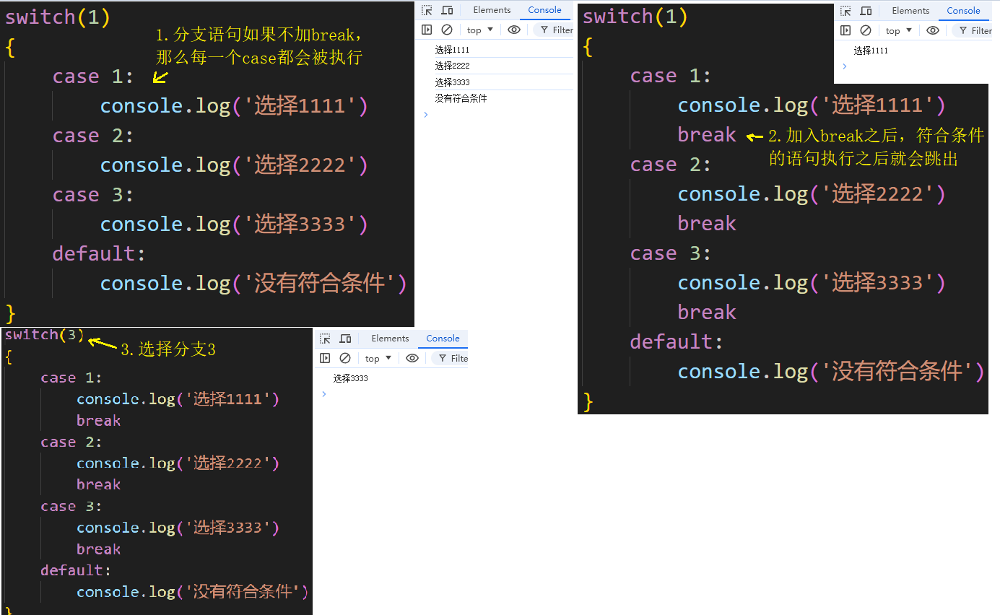 switch(1)
1.分支语句如果不加break，
那么每一个case都会被执行
{
case 1:
console.log('选择1111')
case 2:
console.log('选择2222')
case 3:
console.log('选择3333')
default:
console.log('没有符合条件')
}
Elements Console
top ▼ Filter
选择1111
选择2222
选择3333
没有符合条件
>
switch(1)
{
case 1:
console.log('选择1111')
break
2.加入break之后，符合条件
的语句执行之后就会跳出
case 2:
console.log('选择2222')
break
case 3:
console.log('选择3333')
break
default:
console.log('没有符合条件')
}
Elements Console
top ▼ Filter
选择1111
>
switch(3)
3.选择分支3
{
case 1:
console.log('选择1111')
break
case 2:
console.log('选择2222')
break
case 3:
console.log('选择3333')
break
default:
console.log('没有符合条件')
}
Elements Console
top ▼ Filte
选择3333
>